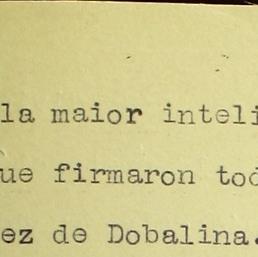 la maior inteli
ue firmaron tod
ez de Dobalina.